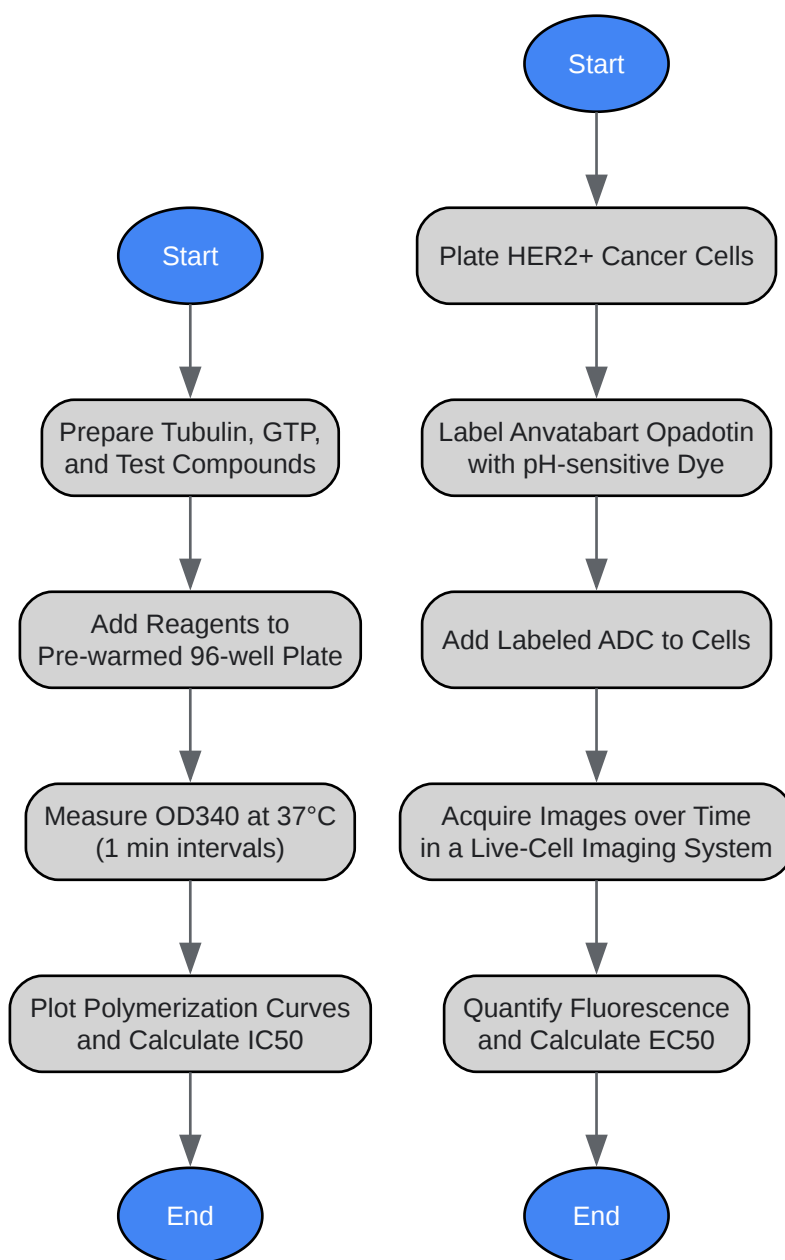 Start
Prepare Tubulin, GTP,
and Test Compounds
Add Reagents to
Pre-warmed 96-well Plate
Measure OD340 at 37°C
(1 min intervals)
Plot Polymerization Curves
and Calculate IC50
End
Start
Plate HER2+ Cancer Cells
Label Anvatabart Opadotin
with pH-sensitive Dye
Add Labeled ADC to Cells
Acquire Images over Time
in a Live-Cell Imaging System
Quantify Fluorescence
and Calculate EC50
End